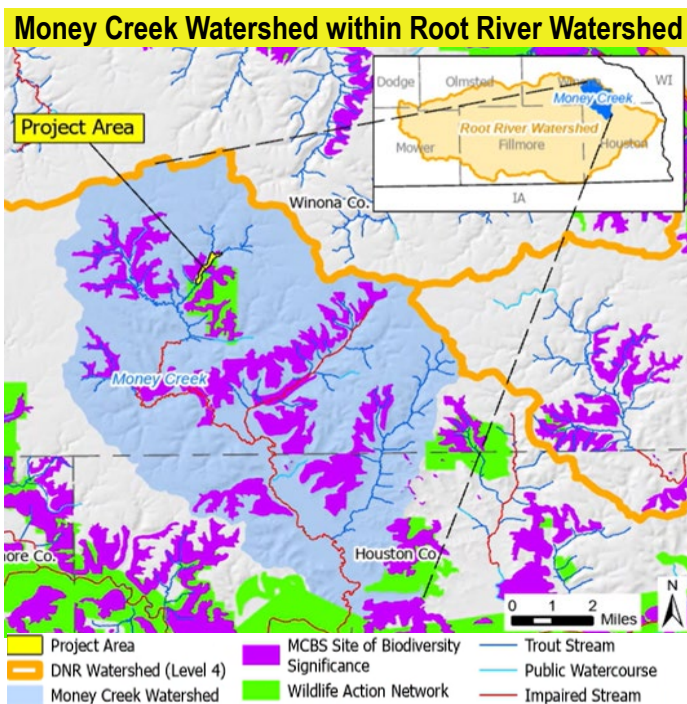 Money Creek Watershed within Root River Watershed
Dodge
Olmsted
Winona
WI
Money Creek
Root River Watershed
Mower
Fillmore
Houston
IA
Project Area
Winona Co.
Money Creek
more Co.
Houston Co.
N
0 1 2
Miles
Project Area
DNR Watershed (Level 4)
Money Creek Watershed
MCBS Site of Biodiversity
Significance
Wildlife Action Network
Trout Stream
Public Watercourse
Impaired Stream